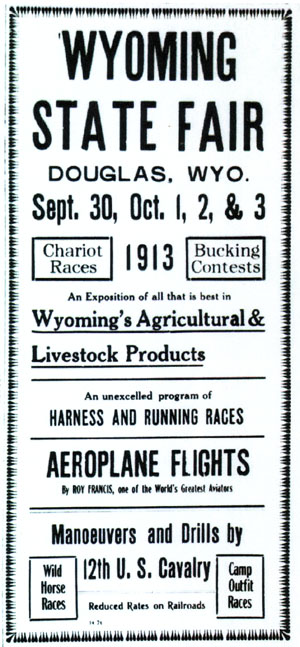 WYOMING
STATE FAIR
DOUGLAS, WYO.
Sept. 30, Oct. 1, 2, & 3
Chariot
Races
1913
Bucking
Contests
An Exposition of all that is best in
Wyoming's Agricultural &
Livestock Products
An unexcelled program of
HARNESS AND RUNNING RACES
AEROPLANE FLIGHTS
By ROY FRANCIS, one of the World's Greatest Aviators
Manoeuvers and Drills by
12th U. S. Cavalry
Wild
Horse
Races
Camp
Outfit
Races
Reduced Rates on Railroads